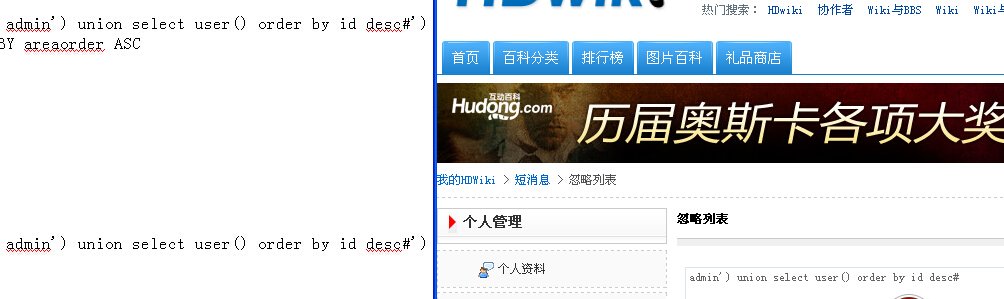 admin') union select user() order by id desc#')
BY areaorder ASC
admin') union select user() order by id desc#')
热门搜索： HDwiki 协作者 Wiki与BBS Wiki Wiki与
首页 百科分类 排行榜 图片百科 礼品商店
互动百科
Hudong.com
历届奥斯卡各项大奖
我的HDWiki > 短消息 > 忽略列表
个人管理
个人资料
忽略列表
admin') union select user() order by id desc#